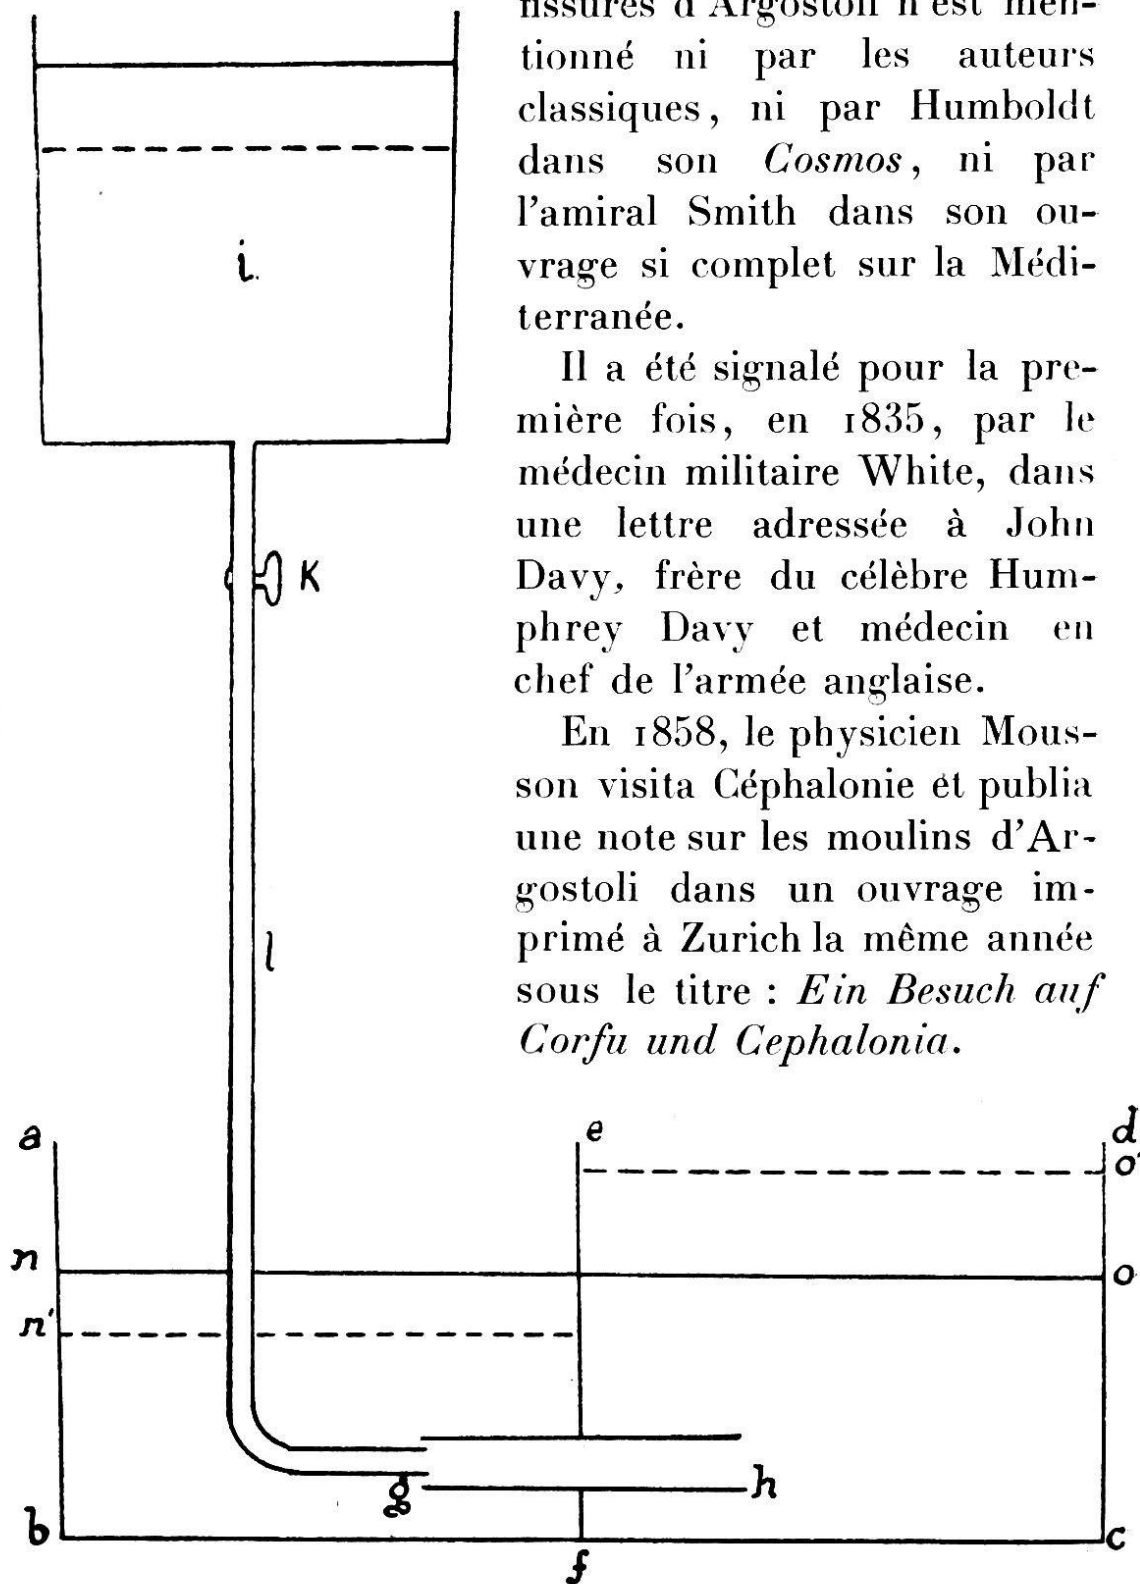 fissures d'Argostoli n'est men-
tionné ni par les auteurs
classiques, ni par Humboldt
dans son Cosmos, ni par
l'amiral Smith dans son ou-
vrage si complet sur la Médi-
terranée.
Il a été signalé pour la pre-
mière fois, en 1835, par le
médecin militaire White, dans
une lettre adressée à John
Davy, frère du célèbre Hum-
phrey Davy et médecin en
chef de l'armée anglaise.
En 1858, le physicien Mous-
son visita Céphalonie et publia
une note sur les moulins d'Ar-
gostoli dans un ouvrage im-
primé à Zurich la même année
sous le titre : Ein Besuch auf
Corfu und Cephalonia.
i
K
l
a e d
o'
n o
n'
g h
b c
f